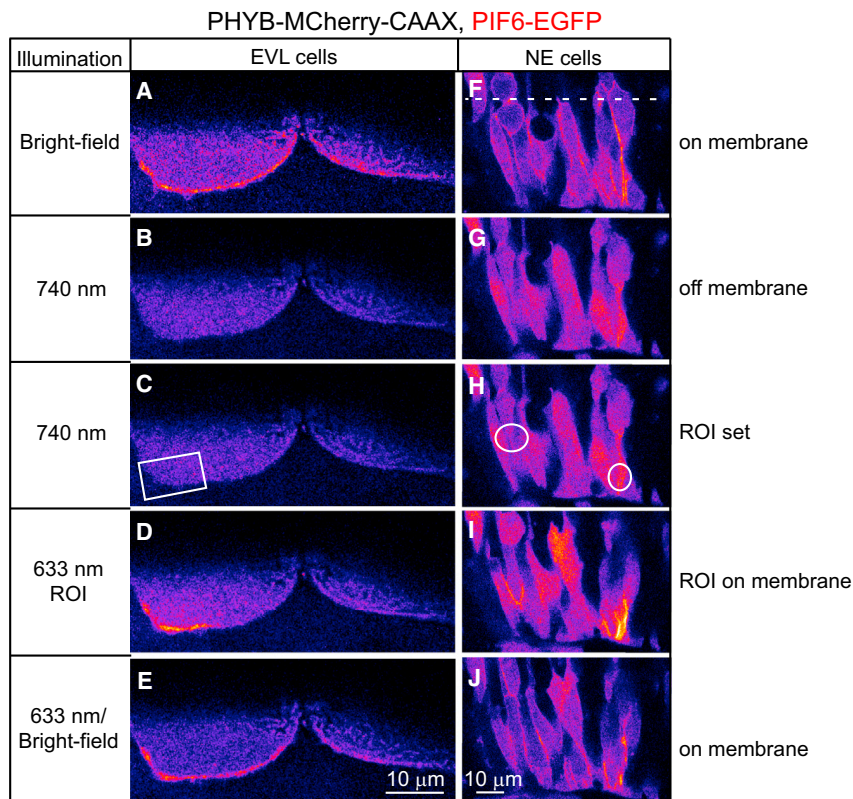 PHYB-MCherry-CAAX, PIF6-EGFP
Illumination EVL cells NE cells
Bright-field A F on membrane
740 nm B G off membrane
740 nm C H ROI set
633 nm
ROI D I ROI on membrane
633 nm/
Bright-field E J on membrane
10 μm 10 μm